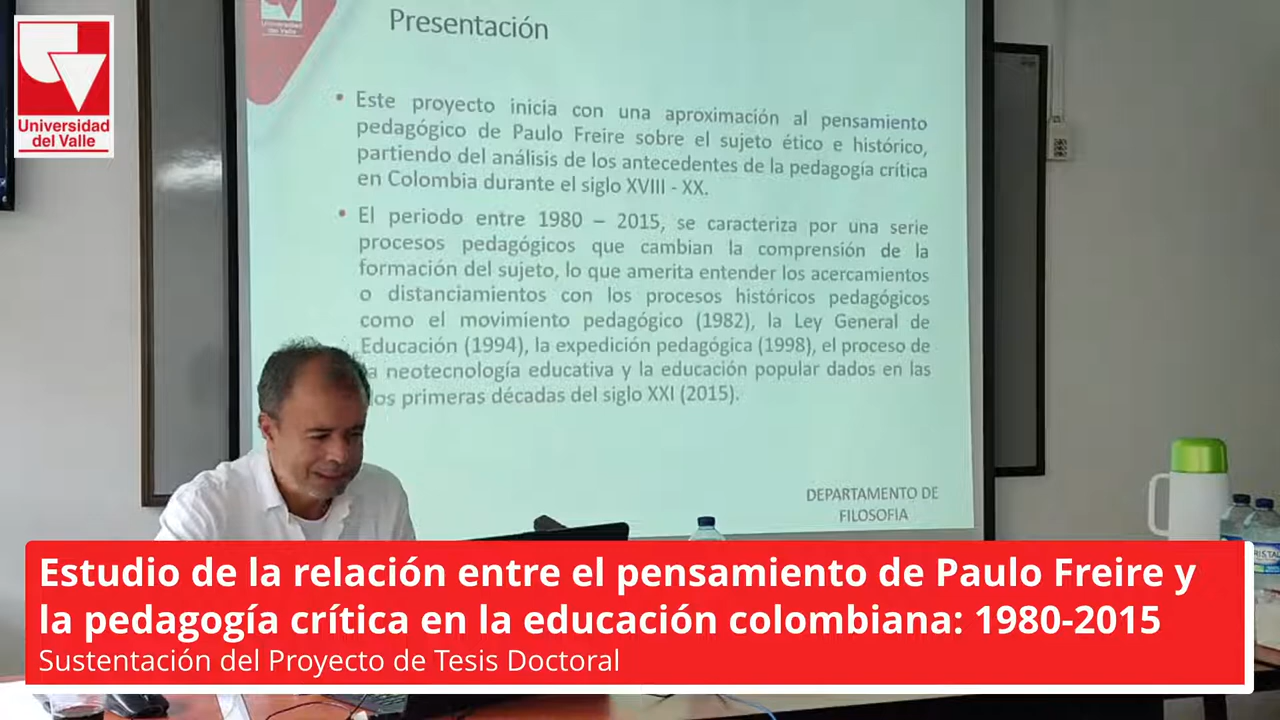 Universidad
del Valle
Presentación
• Este proyecto inicia con una aproximación al pensamiento
pedagógico de Paulo Freire sobre el sujeto ético e histórico,
partiendo del análisis de los antecedentes de la pedagogía crítica
en Colombia durante el siglo XVIII - XX.
• El periodo entre 1980 – 2015, se caracteriza por una serie
procesos pedagógicos que cambian la comprensión de la
formación del sujeto, lo que amerita entender los acercamientos
o distanciamientos con los procesos históricos pedagógicos
como el movimiento pedagógico (1982), la Ley General de
Educación (1994), la expedición pedagógica (1998), el proceso de
la neotecnología educativa y la educación popular dados en las
dos primeras décadas del siglo XXI (2015).
DEPARTAMENTO DE
FILOSOFIA
Estudio de la relación entre el pensamiento de Paulo Freire y
la pedagogía crítica en la educación colombiana: 1980-2015
Sustentación del Proyecto de Tesis Doctoral